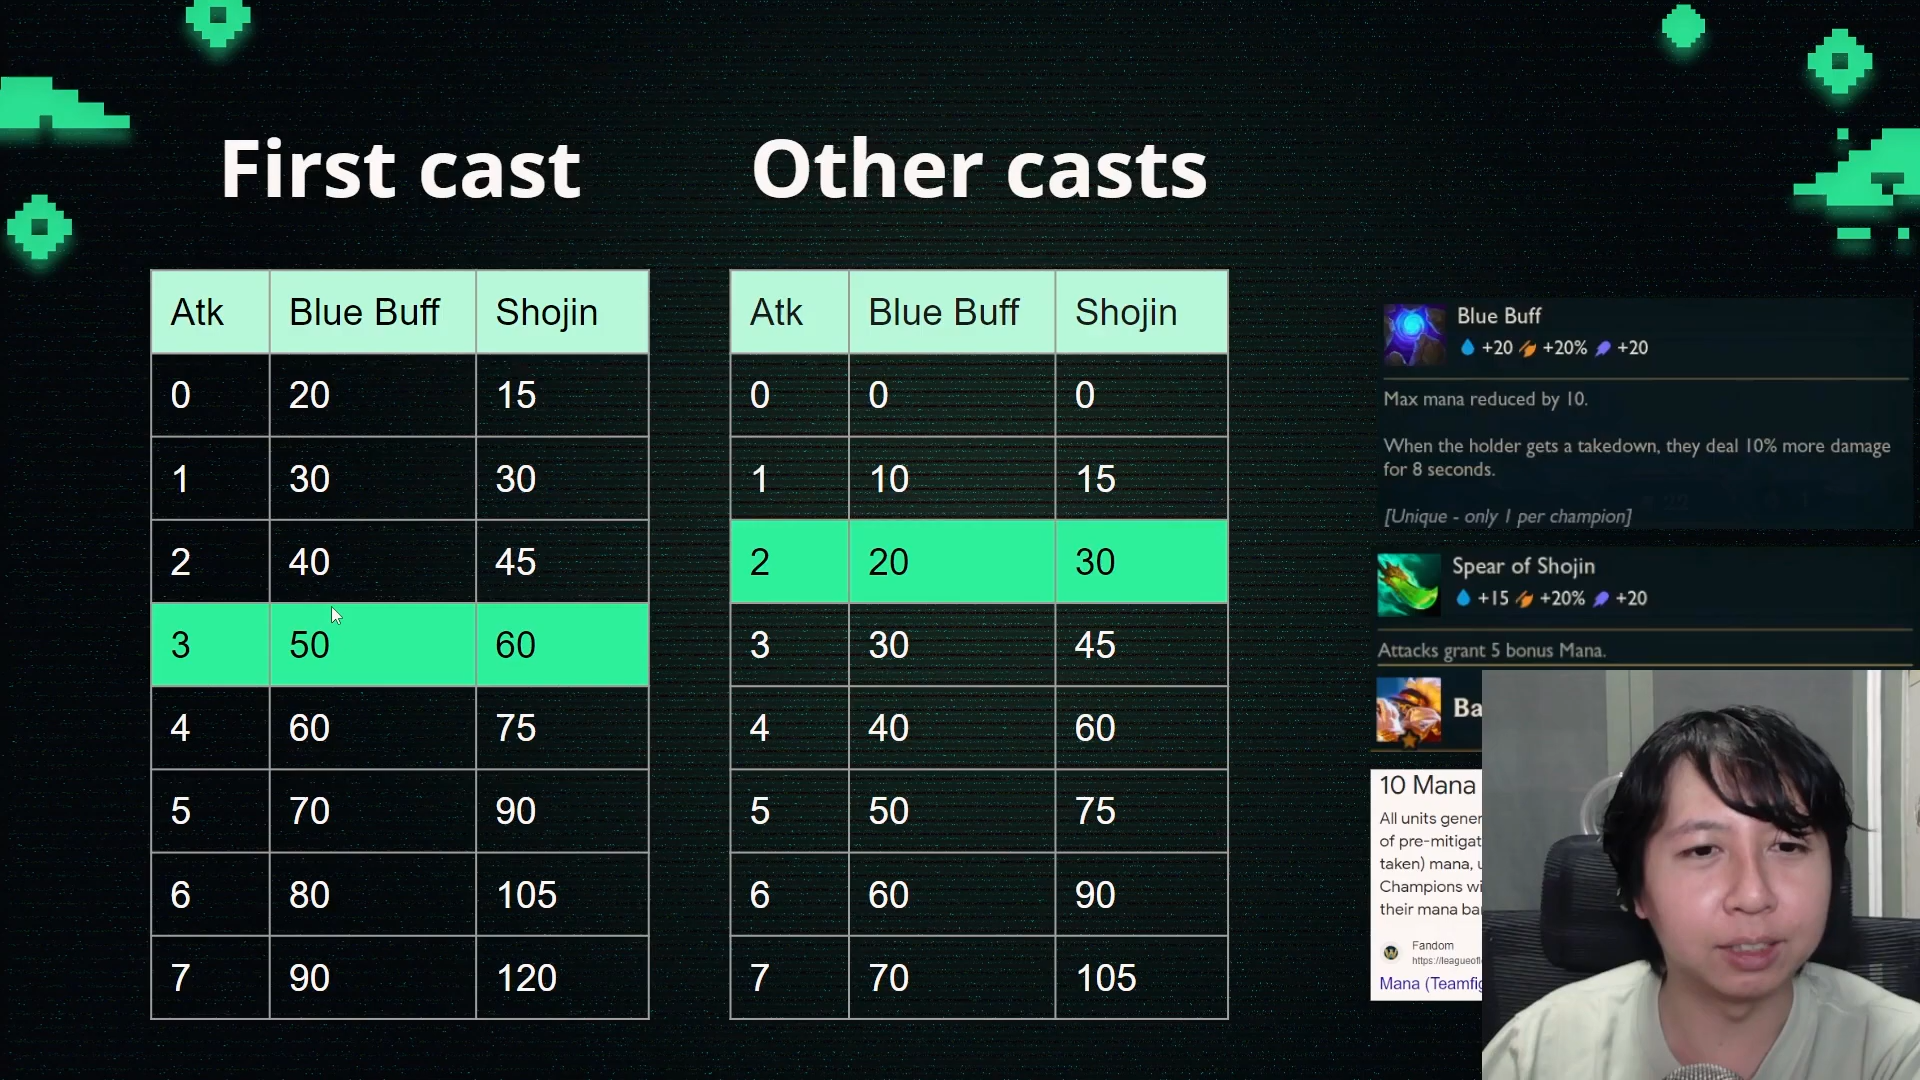 First cast
Other casts
Atk Blue Buff Shojin
0 20 15
1 30 30
2 40 45
3 50 60
4 60 75
5 70 90
6 80 105
7 90 120
Atk Blue Buff Shojin
0 0 0
1 10 15
2 20 30
3 30 45
4 40 60
5 50 75
6 60 90
7 70 105
Blue Buff
+20 +20% +20
Max mana reduced by 10.
When the holder gets a takedown, they deal 10% more damage
for 8 seconds.
[Unique - only 1 per champion]
Spear of Shojin
+15 +20% +20
Attacks grant 5 bonus Mana.
Ba
10 Mana
All units gener
of pre-mitigat
taken) mana, u
Champions wi
their mana ba
Fandom
https://leagueofl
Mana (Teamfig